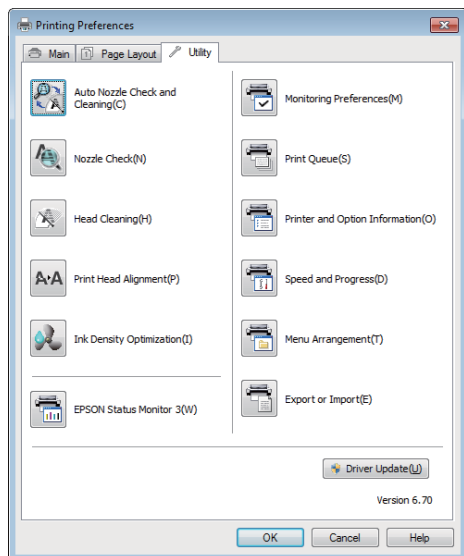 Printing Preferences
Main
Page Layout
Utility
Auto Nozzle Check and
Cleaning(C)
Nozzle Check(N)
Head Cleaning(H)
Print Head Alignment(P)
Ink Density Optimization(I)
EPSON Status Monitor 3(W)
Monitoring Preferences(M)
Print Queue(S)
Printer and Option Information(O)
Speed and Progress(D)
Menu Arrangement(T)
Export or Import(E)
Driver Update(U)
Version 6.70
OK
Cancel
Help